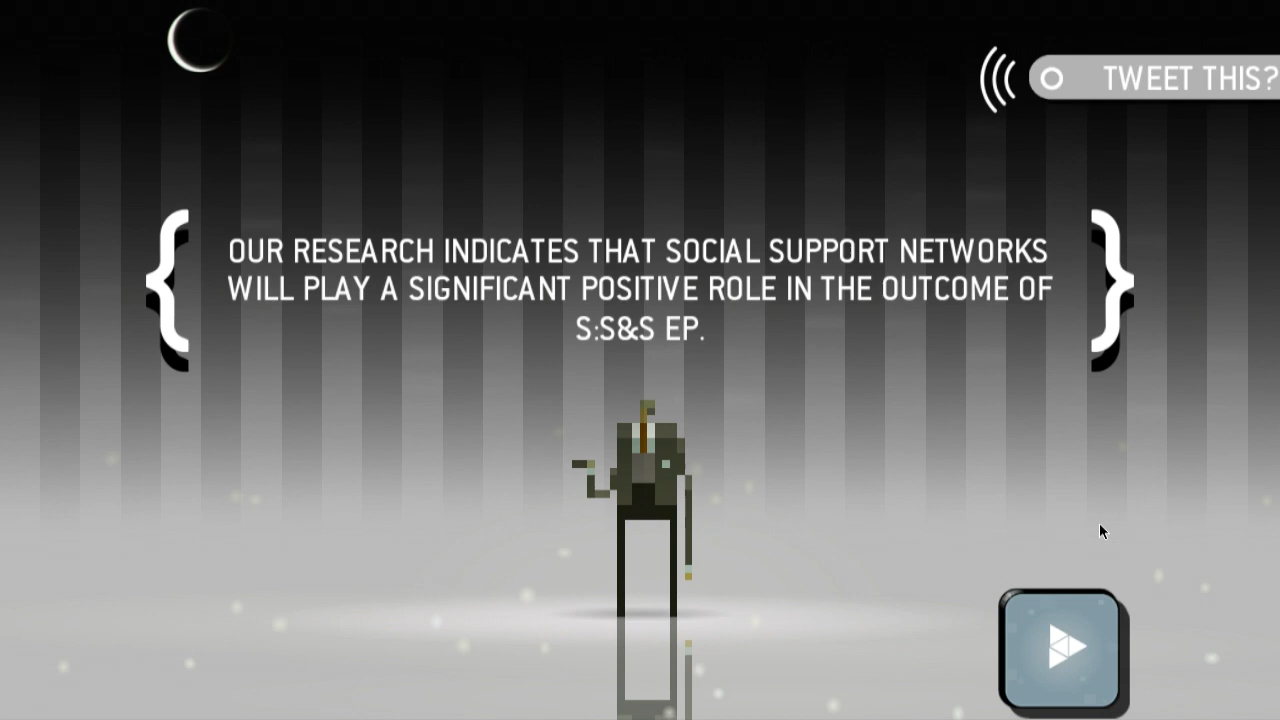 TWEET THIS?
OUR RESEARCH INDICATES THAT SOCIAL SUPPORT NETWORKS
WILL PLAY A SIGNIFICANT POSITIVE ROLE IN THE OUTCOME OF
S:S&S EP.